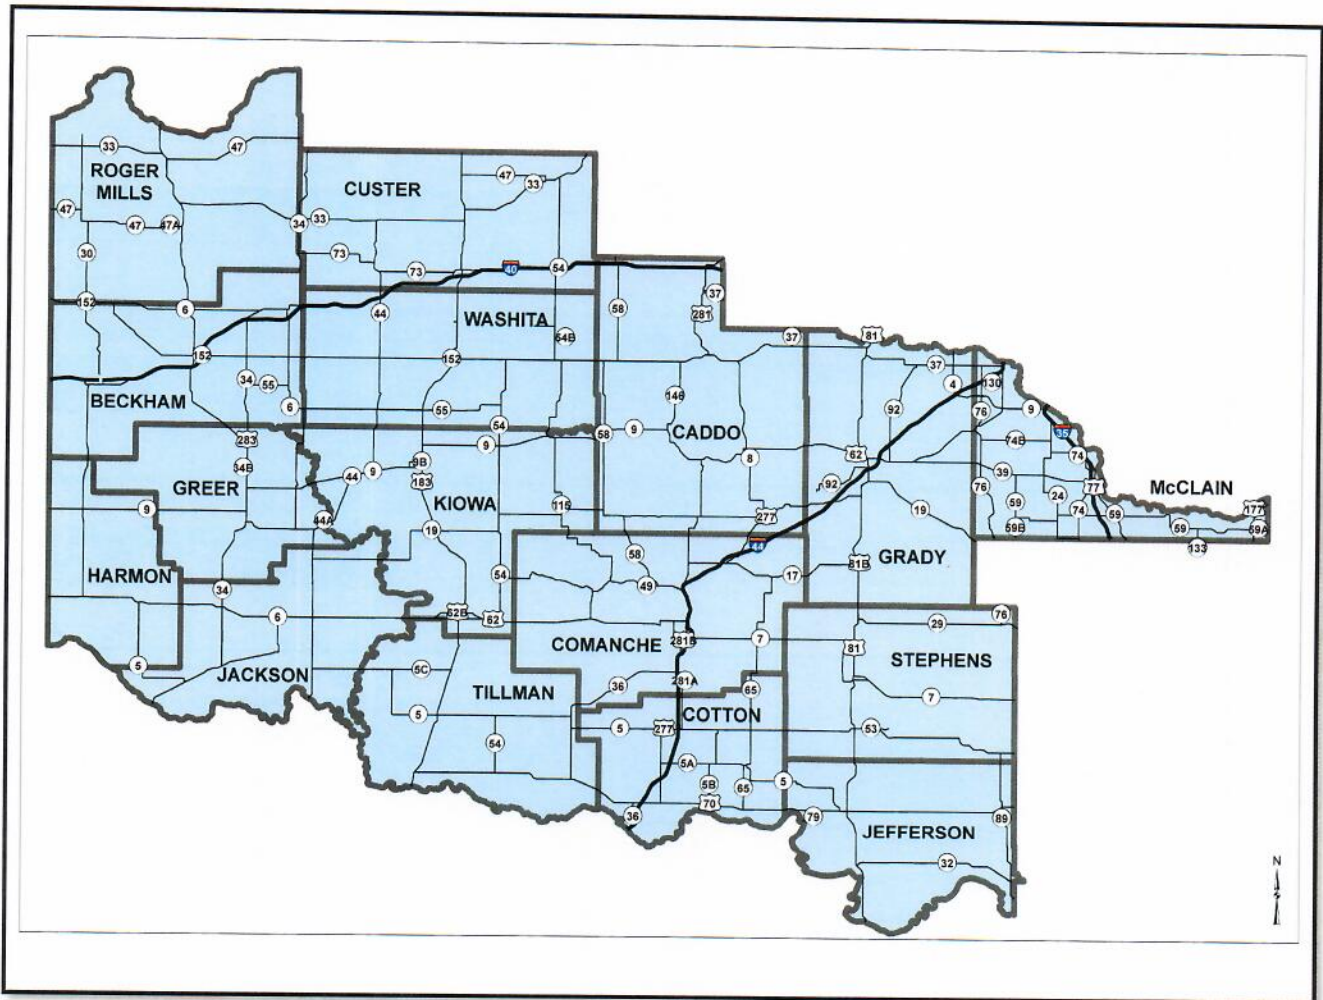 33
47
ROGER
MILLS
CUSTER
47
33
47
47
47A
34
33
30
73
73
40
54
152
6
44
58
37
281
WASHITA
54B
37
81
152
152
37
34
55
4
130
BECKHAM
6
55
146
92
76
9
54
58
9
CADDO
35
283
9
74B
34B
9B
8
62
74
44
9
183
39
GREER
KIOWA
92
76
77
McCLAIN
9
115
59
24
44A
277
19
74
59
177
19
59B
59
59A
44
133
58
GRADY
HARMON
54
81B
17
34
49
6
62B
62
76
29
COMANCHE
281B
7
81
5
5C
STEPHENS
JACKSON
281A
36
65
TILLMAN
7
5
COTTON
5
277
53
54
5A
5B
65
5
70
36
79
89
JEFFERSON
32
N